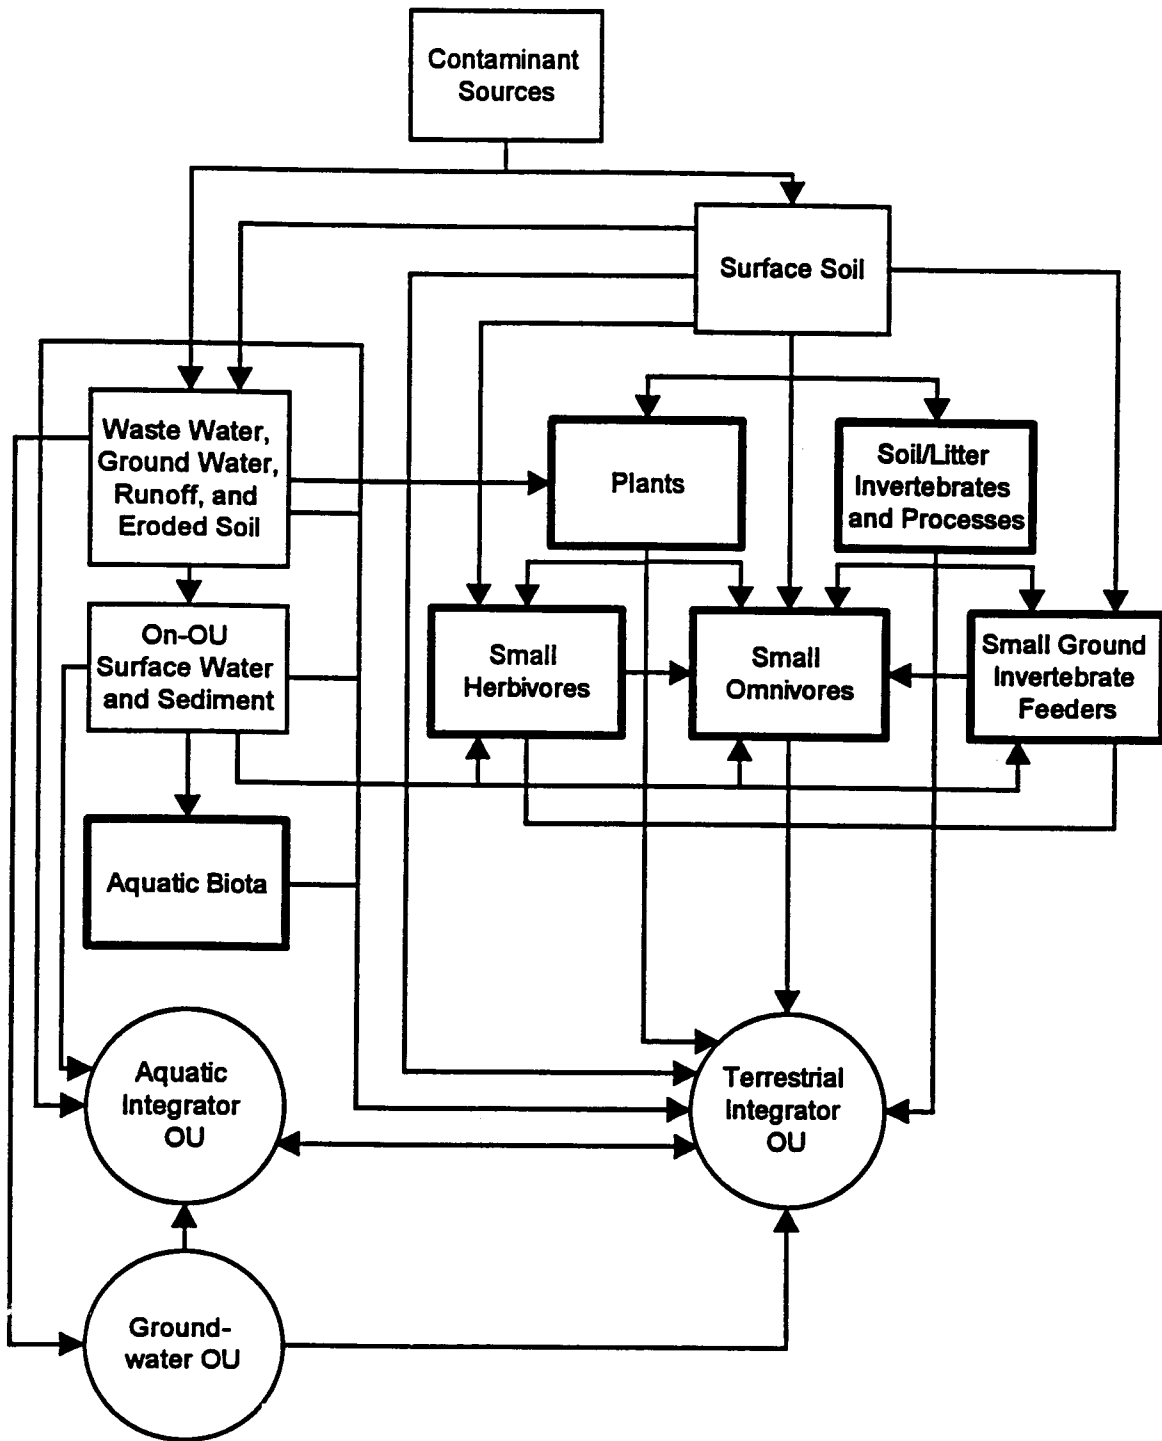 Contaminant
Sources
Surface Soil
Waste Water,
Ground Water,
Runoff, and
Eroded Soil
Plants
Soil/Litter
Invertebrates
and Processes
On-OU
Surface Water
and Sediment
Small
Herbivores
Small
Omnivores
Small Ground
Invertebrate
Feeders
Aquatic Biota
Aquatic
Integrator
OU
Terrestrial
Integrator
OU
Ground-
water OU